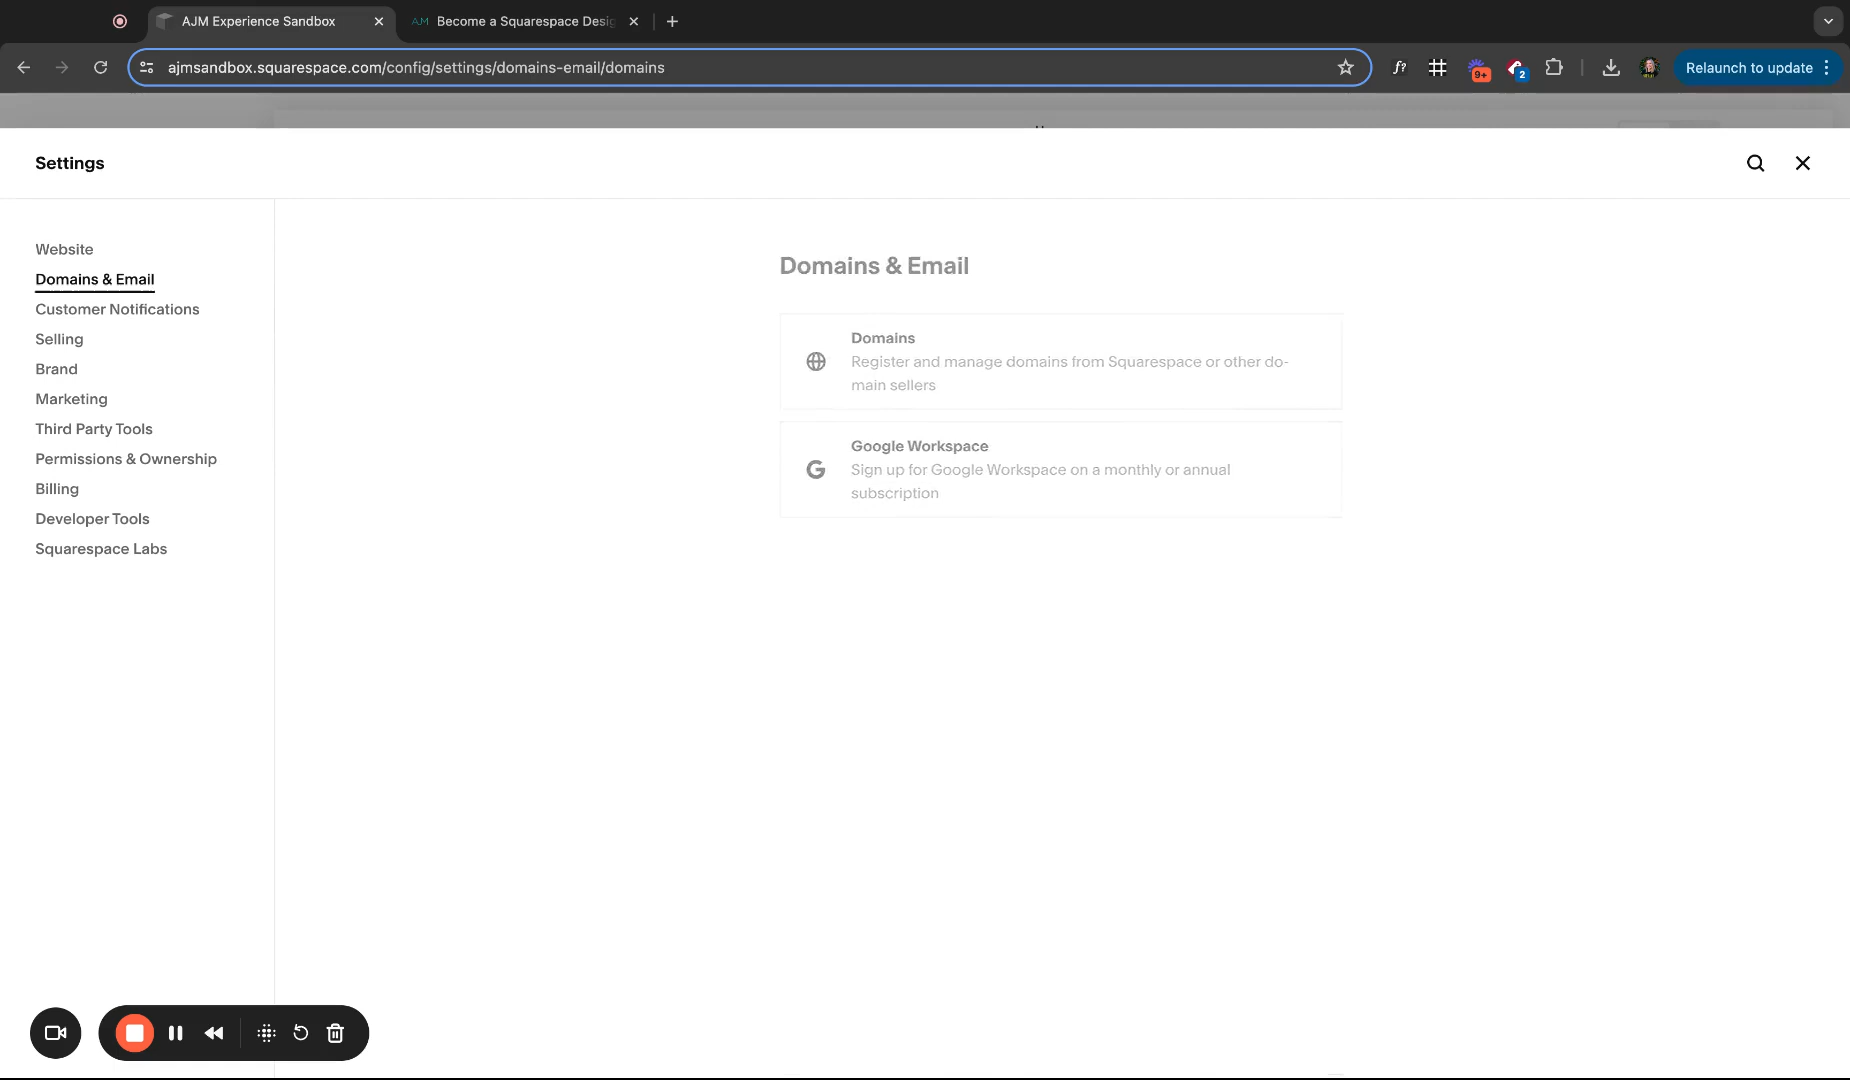 AJM Experience Sandbox
AJM Become a Squarespace Desig
ajmsandbox.squarespace.com/config/settings/domains-email/domains
f?
9+
2
Relaunch to update
Settings
Website
Domains & Email
Customer Notifications
Selling
Brand
Marketing
Third Party Tools
Permissions & Ownership
Billing
Developer Tools
Squarespace Labs
Domains & Email
Domains
Register and manage domains from Squarespace or other do-
main sellers
Google Workspace
Sign up for Google Workspace on a monthly or annual
subscription